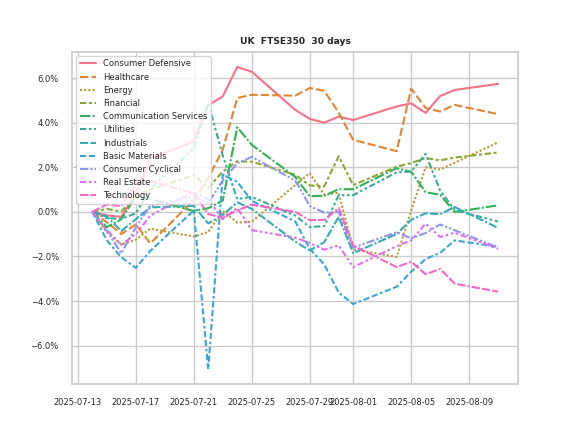 UK  FTSE350  30 days
Consumer Defensive
Healthcare
Energy
Financial
Communication Services
Utilities
Industrials
Basic Materials
Consumer Cyclical
Real Estate
Technology
6.0%
4.0%
2.0%
0.0%
−2.0%
−4.0%
−6.0%
2025-07-13 2025-07-17 2025-07-21 2025-07-25 2025-07-29 2025-08-01 2025-08-05 2025-08-09